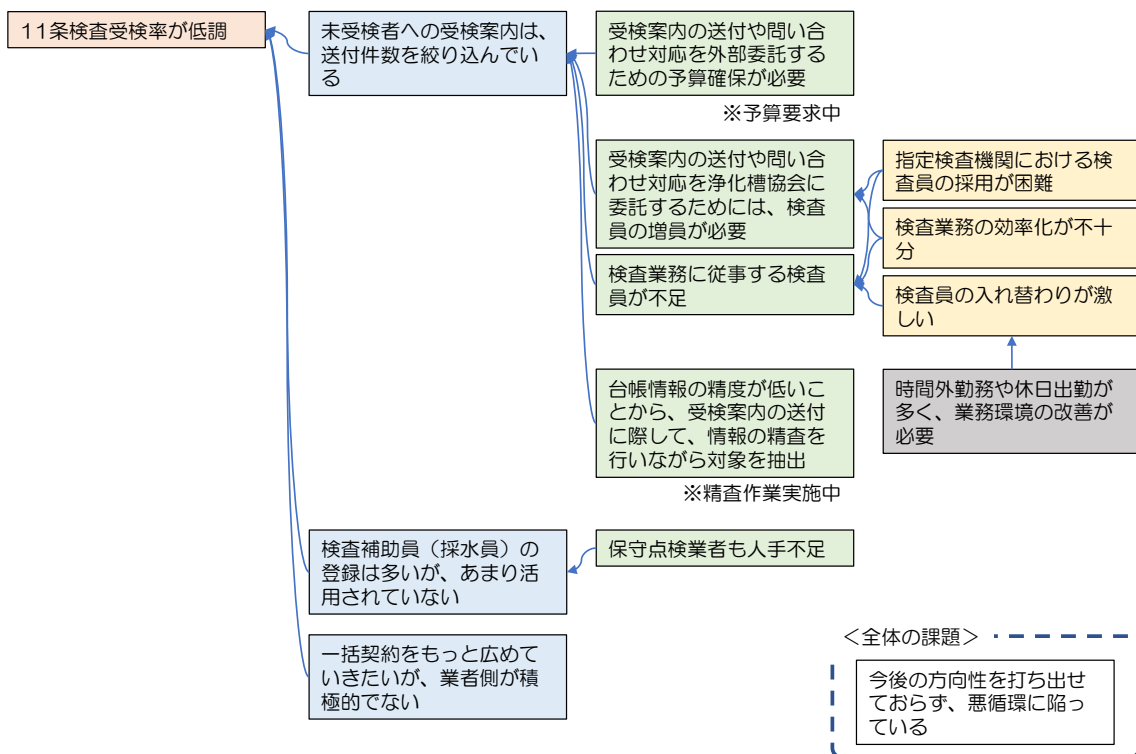 11条検査受検率が低調
未受検者への受検案内は、
送付件数を絞り込んでい
る
受検案内の送付や問い合
わせ対応を外部委託する
ための予算確保が必要
※予算要求中
受検案内の送付や問い合
わせ対応を浄化槽協会に
委託するためには、検査
員の増員が必要
指定検査機関における検
査員の採用が困難
検査業務の効率化が不十
分
検査業務に従事する検査
員が不足
検査員の入れ替わりが激
しい
台帳情報の精度が低いこ
とから、受検案内の送付
に際して、情報の精査を
行いながら対象を抽出
※精査作業実施中
時間外勤務や休日出勤が
多く、業務環境の改善が
必要
検査補助員（採水員）の
登録は多いが、あまり活
用されていない
保守点検業者も人手不足
一括契約をもっと広めて
いきたいが、業者側が積
極的でない
＜全体の課題＞
今後の方向性を打ち出せ
ておらず、悪循環に陥っ
ている